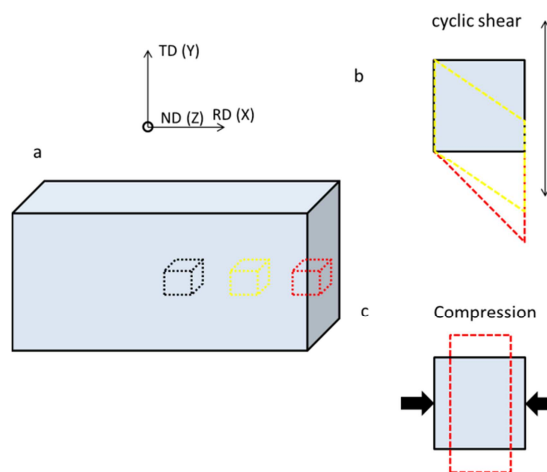 cyclic shear
TD (Y)
b
ND (Z)
RD (X)
a
c
Compression